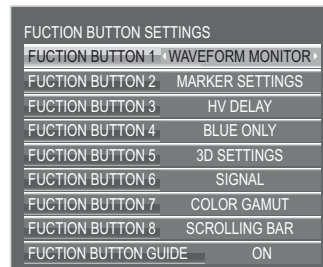 FUCTION BUTTON SETTINGS
FUCTION BUTTON 1 WAVEFORM MONITOR
FUCTION BUTTON 2 MARKER SETTINGS
FUCTION BUTTON 3 HV DELAY
FUCTION BUTTON 4 BLUE ONLY
FUCTION BUTTON 5 3D SETTINGS
FUCTION BUTTON 6 SIGNAL
FUCTION BUTTON 7 COLOR GAMUT
FUCTION BUTTON 8 SCROLLING BAR
FUCTION BUTTON GUIDE ON